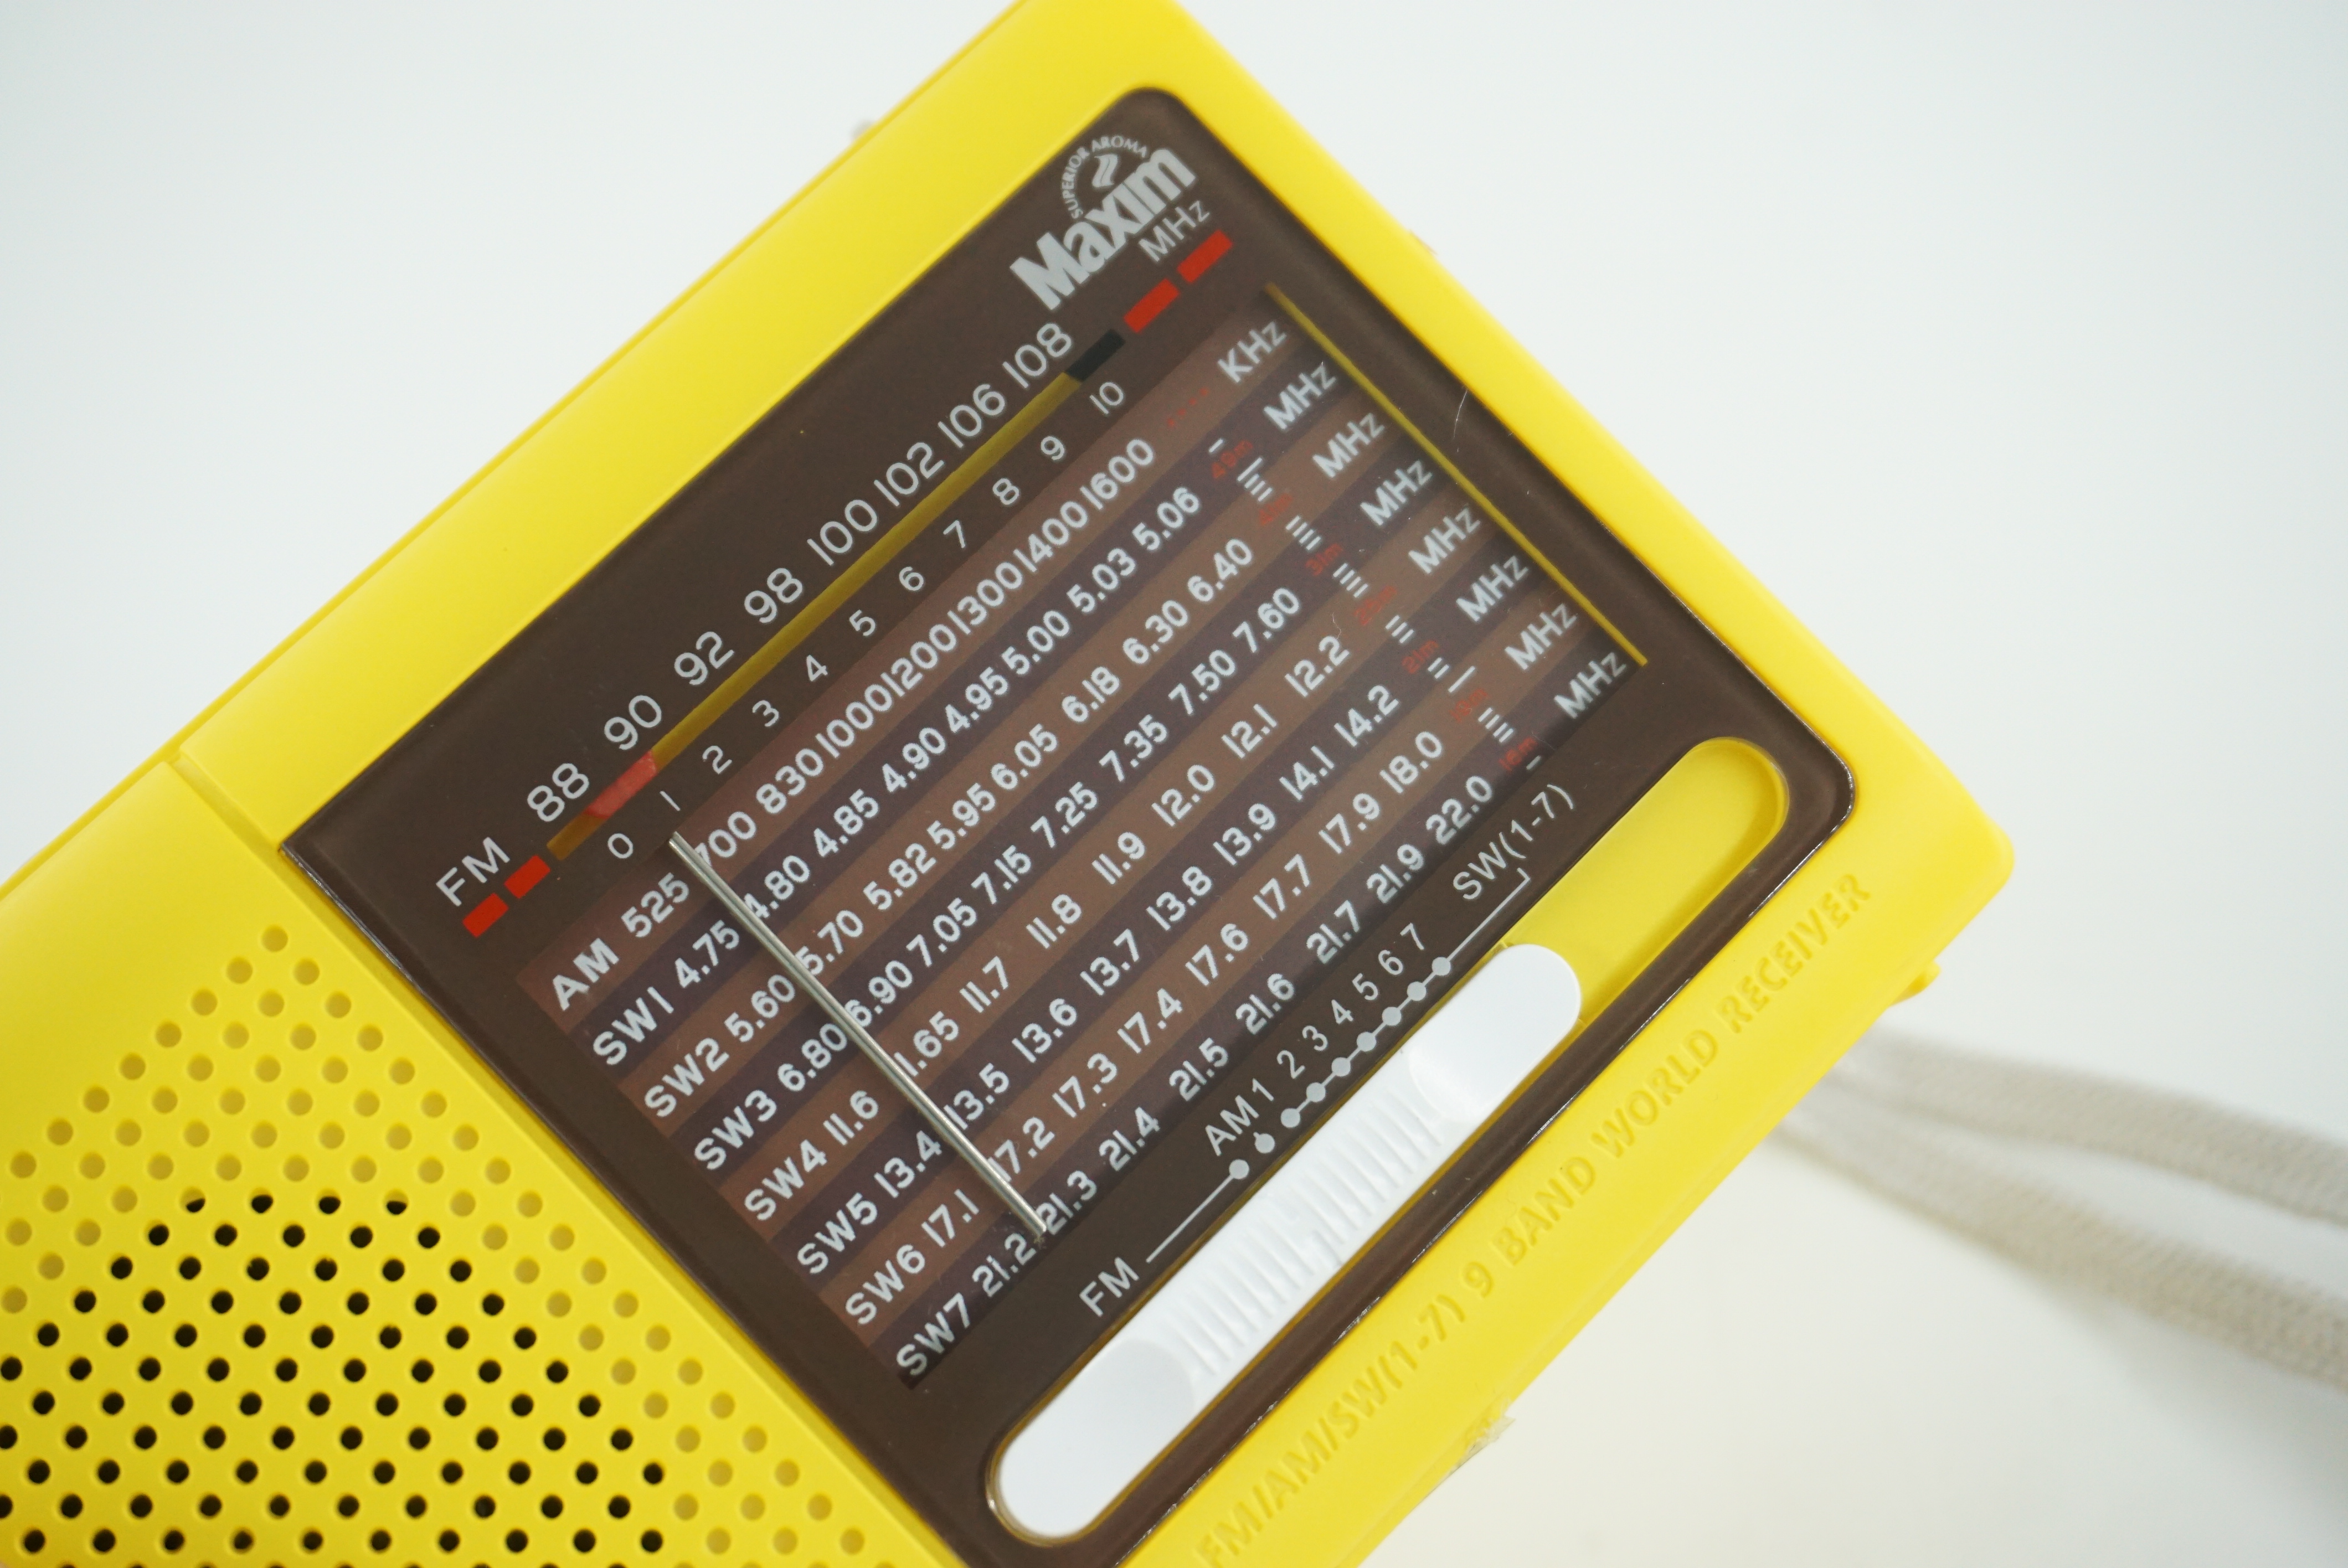 SUPERIOR AROMA
Maxim
FM 88 90 92 98 100 102 106 108 MHz
0 1 2 3 4 5 6 7 8 9 10
AM 525 700 830 1000 1200 1300 1400 1600 KHz
SW1 4.75 4.80 4.85 4.90 4.95 5.00 5.03 5.06 49m MHz
SW2 5.60 5.70 5.82 5.95 6.05 6.18 6.30 6.40 MHz
SW3 6.80 6.90 7.05 7.15 7.25 7.35 7.50 7.60 31m MHz
SW4 11.6 11.65 11.7 11.8 11.9 12.0 12.1 12.2 25m MHz
SW5 13.4 13.5 13.6 13.7 13.8 13.9 14.1 14.2 21m MHz
SW6 17.1 17.2 17.3 17.4 17.6 17.7 17.9 18.0 MHz
SW7 21.2 21.3 21.4 21.5 21.6 21.7 21.9 22.0 16m MHz
FM AM 1 2 3 4 5 6 7 SW(1-7)
FM/AM/SW(1-7) 9 BAND WORLD RECEIVER